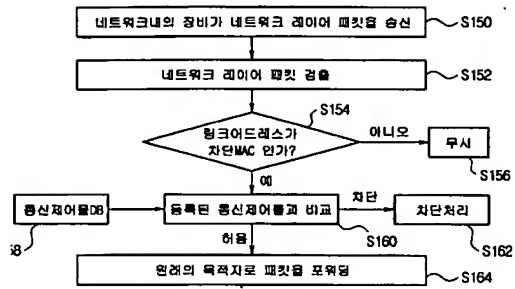 네트워크내의 장비가 네트워크 레이어 패킷을 송신
S150
네트워크 레이어 패킷 검출
S152
S154
링크어드레스가
차단MAC 인가?
아니오
무시
S156
예
통신제어룰DB
등록된 통신제어룰과 비교
차단
차단처리
58
S160
S162
허용
원래의 목적지로 패킷을 포워딩
S164